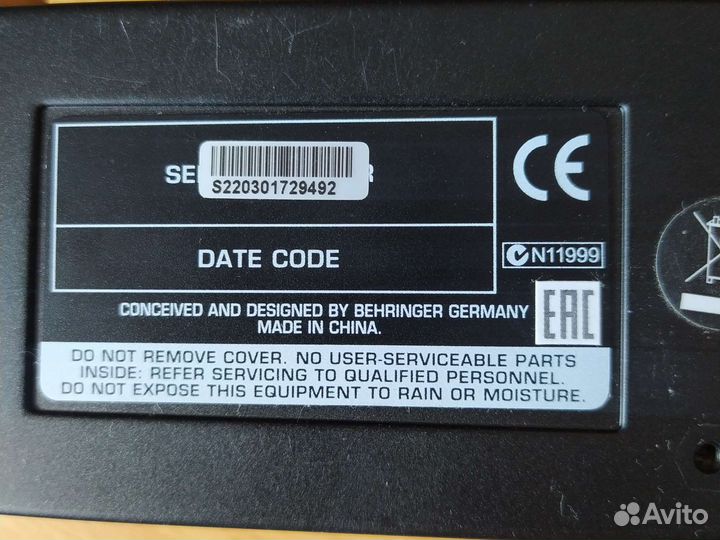 S220301729492
DATE CODE
CE
N11999
CONCEIVED AND DESIGNED BY BEHRINGER GERMANY
MADE IN CHINA.
EAC
DO NOT REMOVE COVER. NO USER-SERVICEABLE PARTS
INSIDE: REFER SERVICING TO QUALIFIED PERSONNEL.
DO NOT EXPOSE THIS EQUIPMENT TO RAIN OR MOISTURE.
Avito